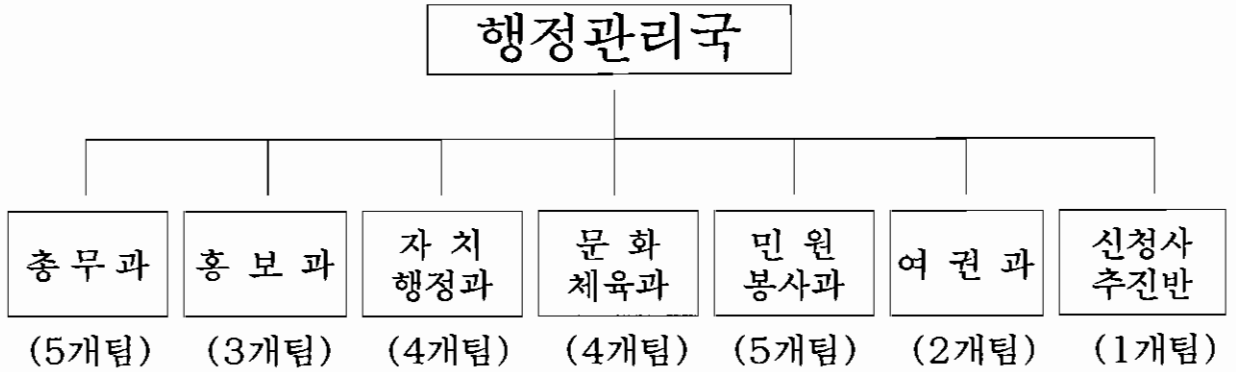 행정관리국
총무과
홍보과
자치
행정과
문화
체육과
민원
봉사과
여권과
신청사
추진반
(5개팀)
(3개팀)
(4개팀)
(4개팀)
(5개팀)
(2개팀)
(1개팀)